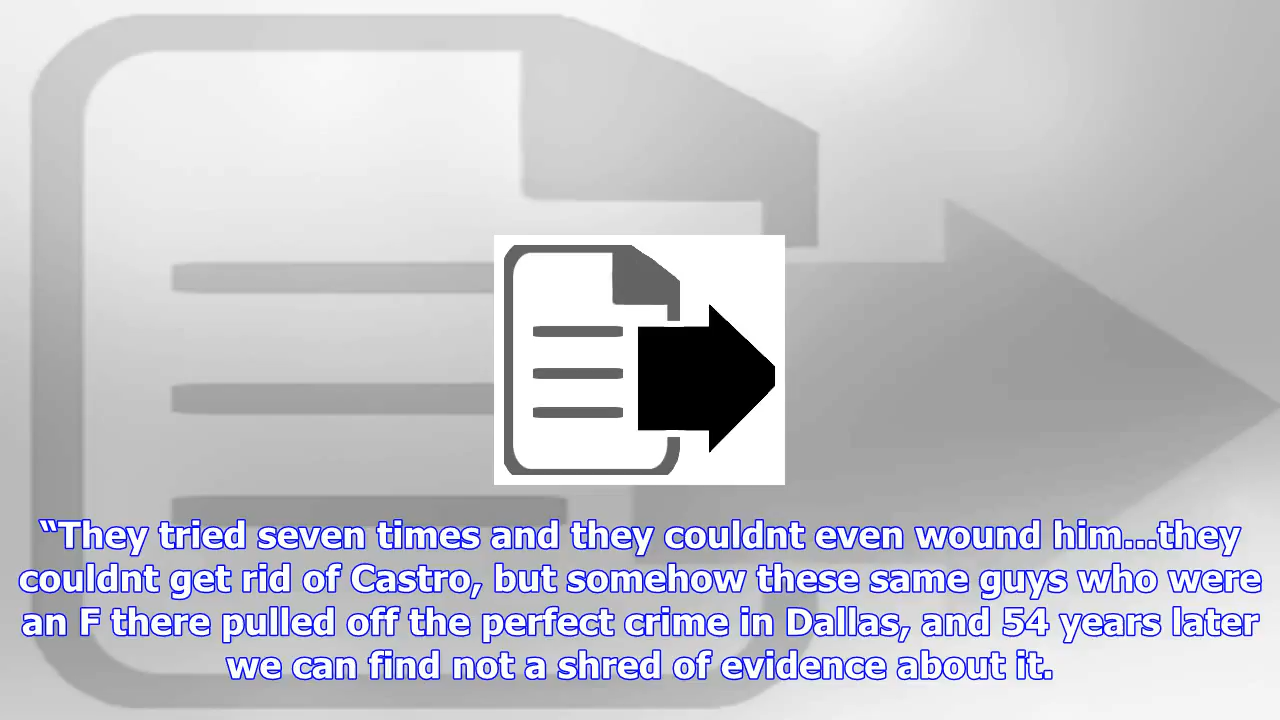 “They tried seven times and they couldnt even wound him...they
couldnt get rid of Castro, but somehow these same guys who were
an F there pulled off the perfect crime in Dallas, and 54 years later
we can find not a shred of evidence about it.